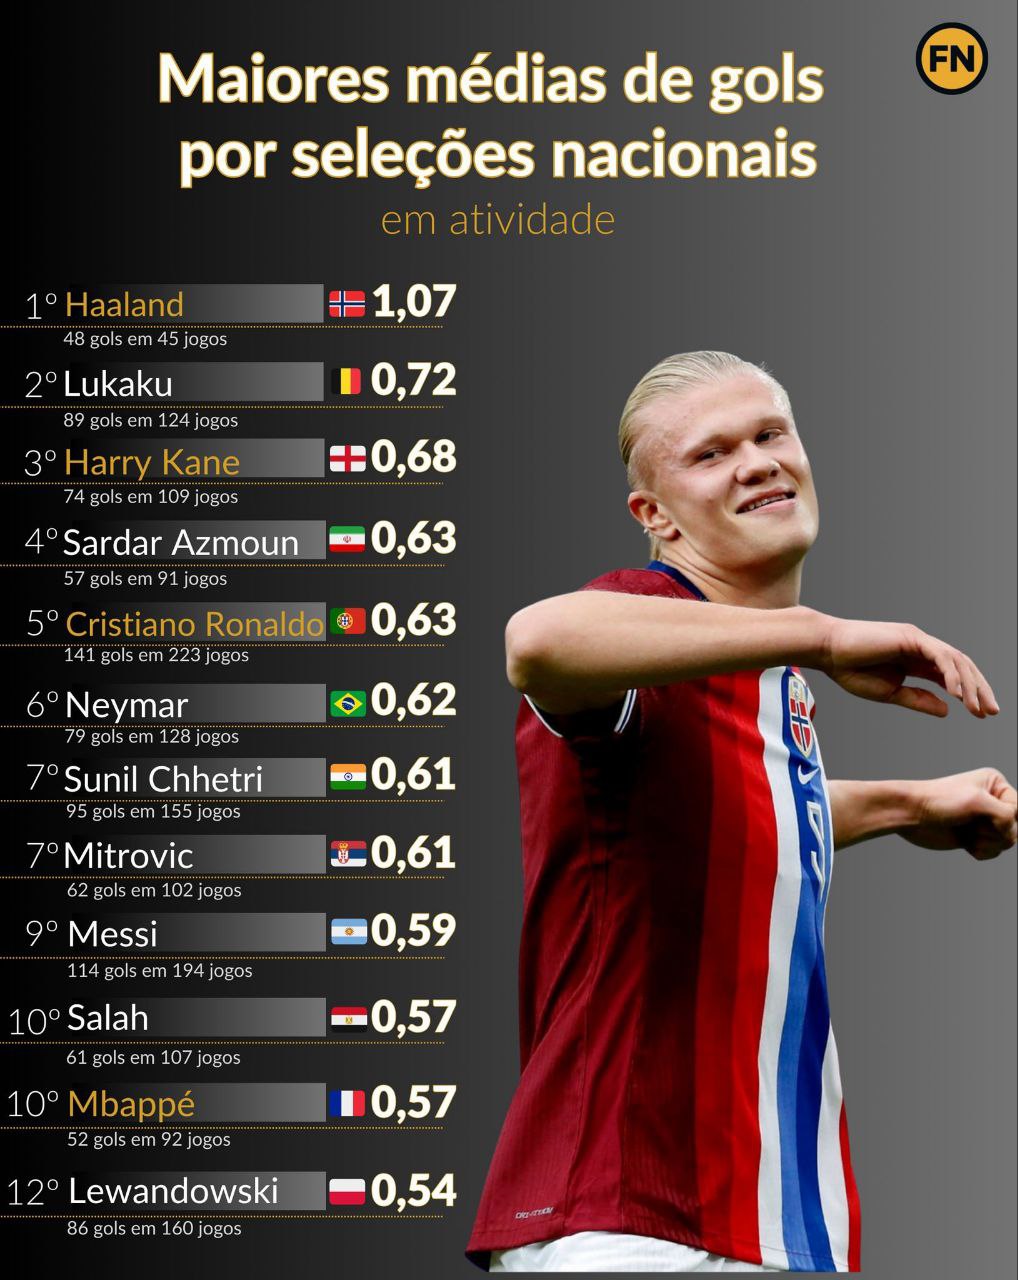 FN
Maiores médias de gols
por seleções nacionais
em atividade
1º Haaland 1,07
48 gols em 45 jogos
2º Lukaku 0,72
89 gols em 124 jogos
3º Harry Kane 0,68
74 gols em 109 jogos
4º Sardar Azmoun 0,63
57 gols em 91 jogos
5º Cristiano Ronaldo 0,63
141 gols em 223 jogos
6º Neymar 0,62
79 gols em 128 jogos
7º Sunil Chhetri 0,61
95 gols em 155 jogos
7º Mitrovic 0,61
62 gols em 102 jogos
9º Messi 0,59
114 gols em 194 jogos
10º Salah 0,57
61 gols em 107 jogos
10º Mbappé 0,57
52 gols em 92 jogos
12º Lewandowski 0,54
86 gols em 160 jogos